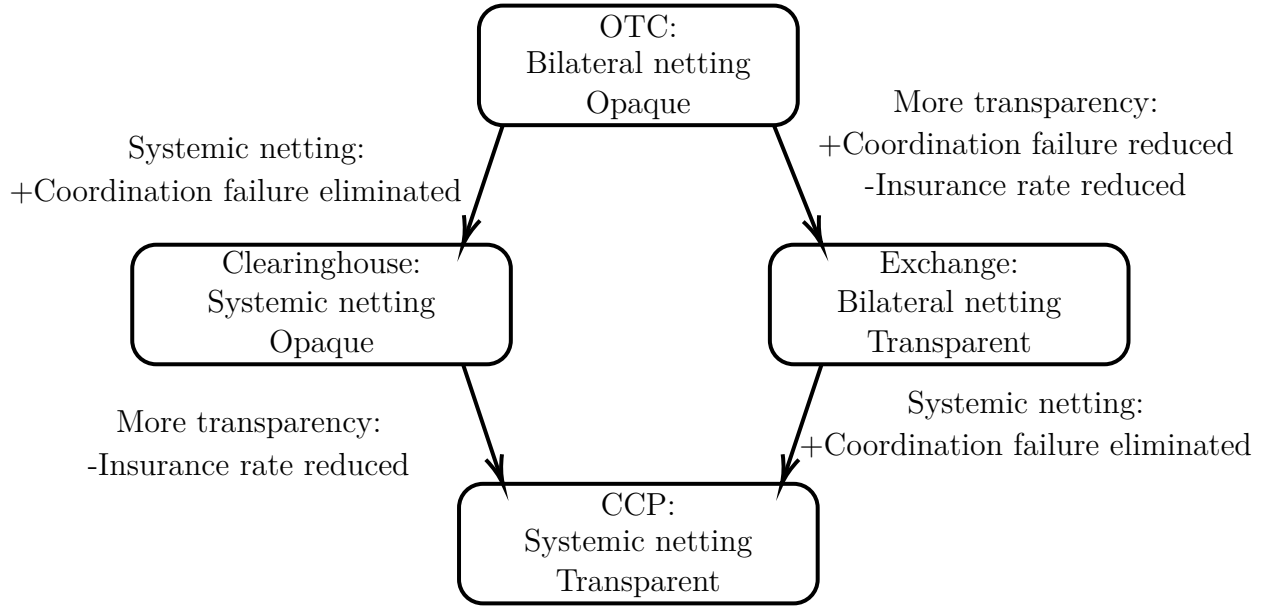 OTC:
Bilateral netting
Opaque
More transparency:
+Coordination failure reduced
-Insurance rate reduced
Systemic netting:
+Coordination failure eliminated
Clearinghouse:
Systemic netting
Opaque
Exchange:
Bilateral netting
Transparent
More transparency:
-Insurance rate reduced
Systemic netting:
+Coordination failure eliminated
CCP:
Systemic netting
Transparent